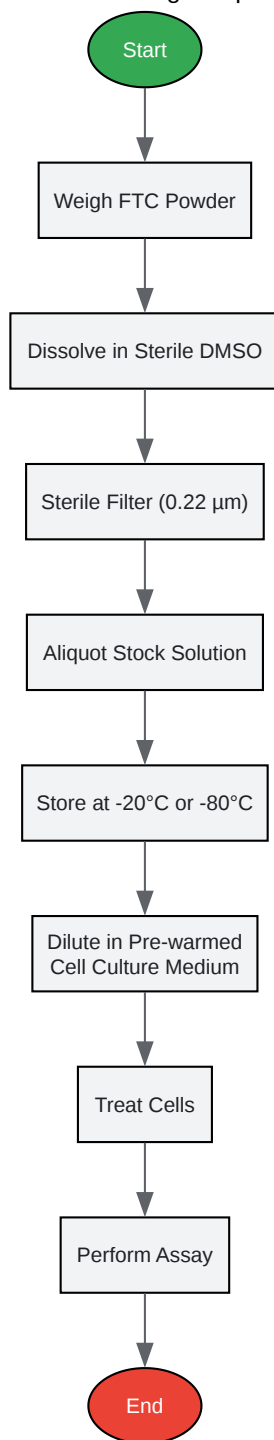 Start
Weigh FTC Powder
Dissolve in Sterile DMSO
Sterile Filter (0.22 µm)
Aliquot Stock Solution
Store at -20°C or -80°C
Dilute in Pre-warmed
Cell Culture Medium
Treat Cells
Perform Assay
End